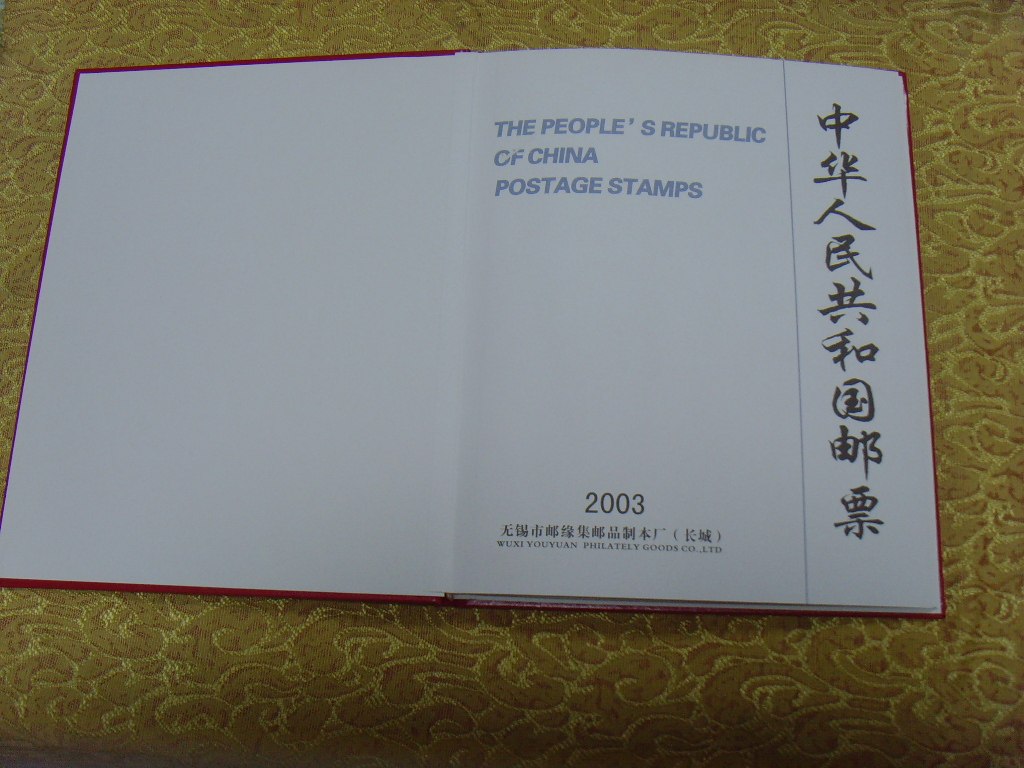 THE PEOPLE'S REPUBLIC
OF CHINA
POSTAGE STAMPS
中华人民共和国邮票
2003
无锡市邮缘集邮品制本厂（长城）
WUXI YOUYUAN PHILATELY GOODS CO.,LTD